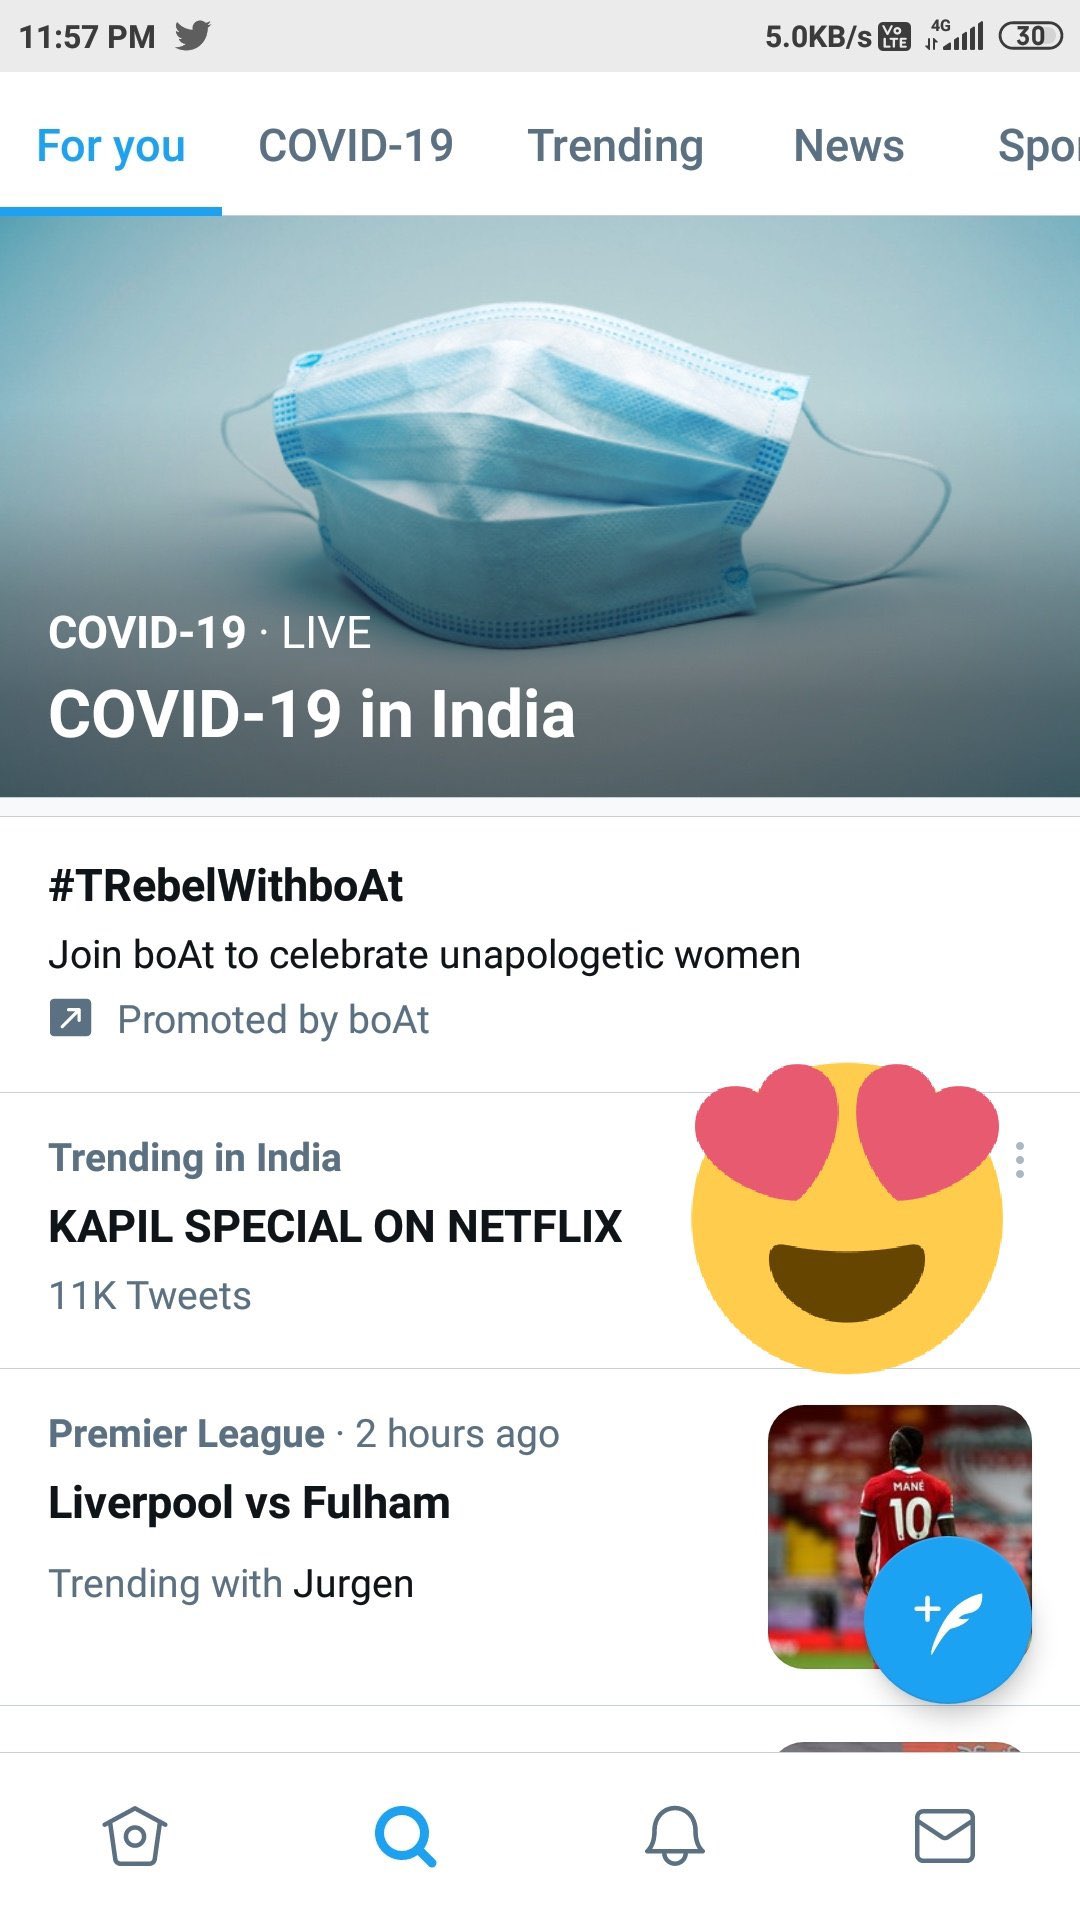 11:57 PM 5.0KB/s Vo LTE 4G 30
For you COVID-19 Trending News Spor
COVID-19 · LIVE
COVID-19 in India
#TRebelWithboAt
Join boAt to celebrate unapologetic women
Promoted by boAt
Trending in India
KAPIL SPECIAL ON NETFLIX
11K Tweets
Premier League · 2 hours ago
Liverpool vs Fulham
Trending with Jurgen
MANÉ
10